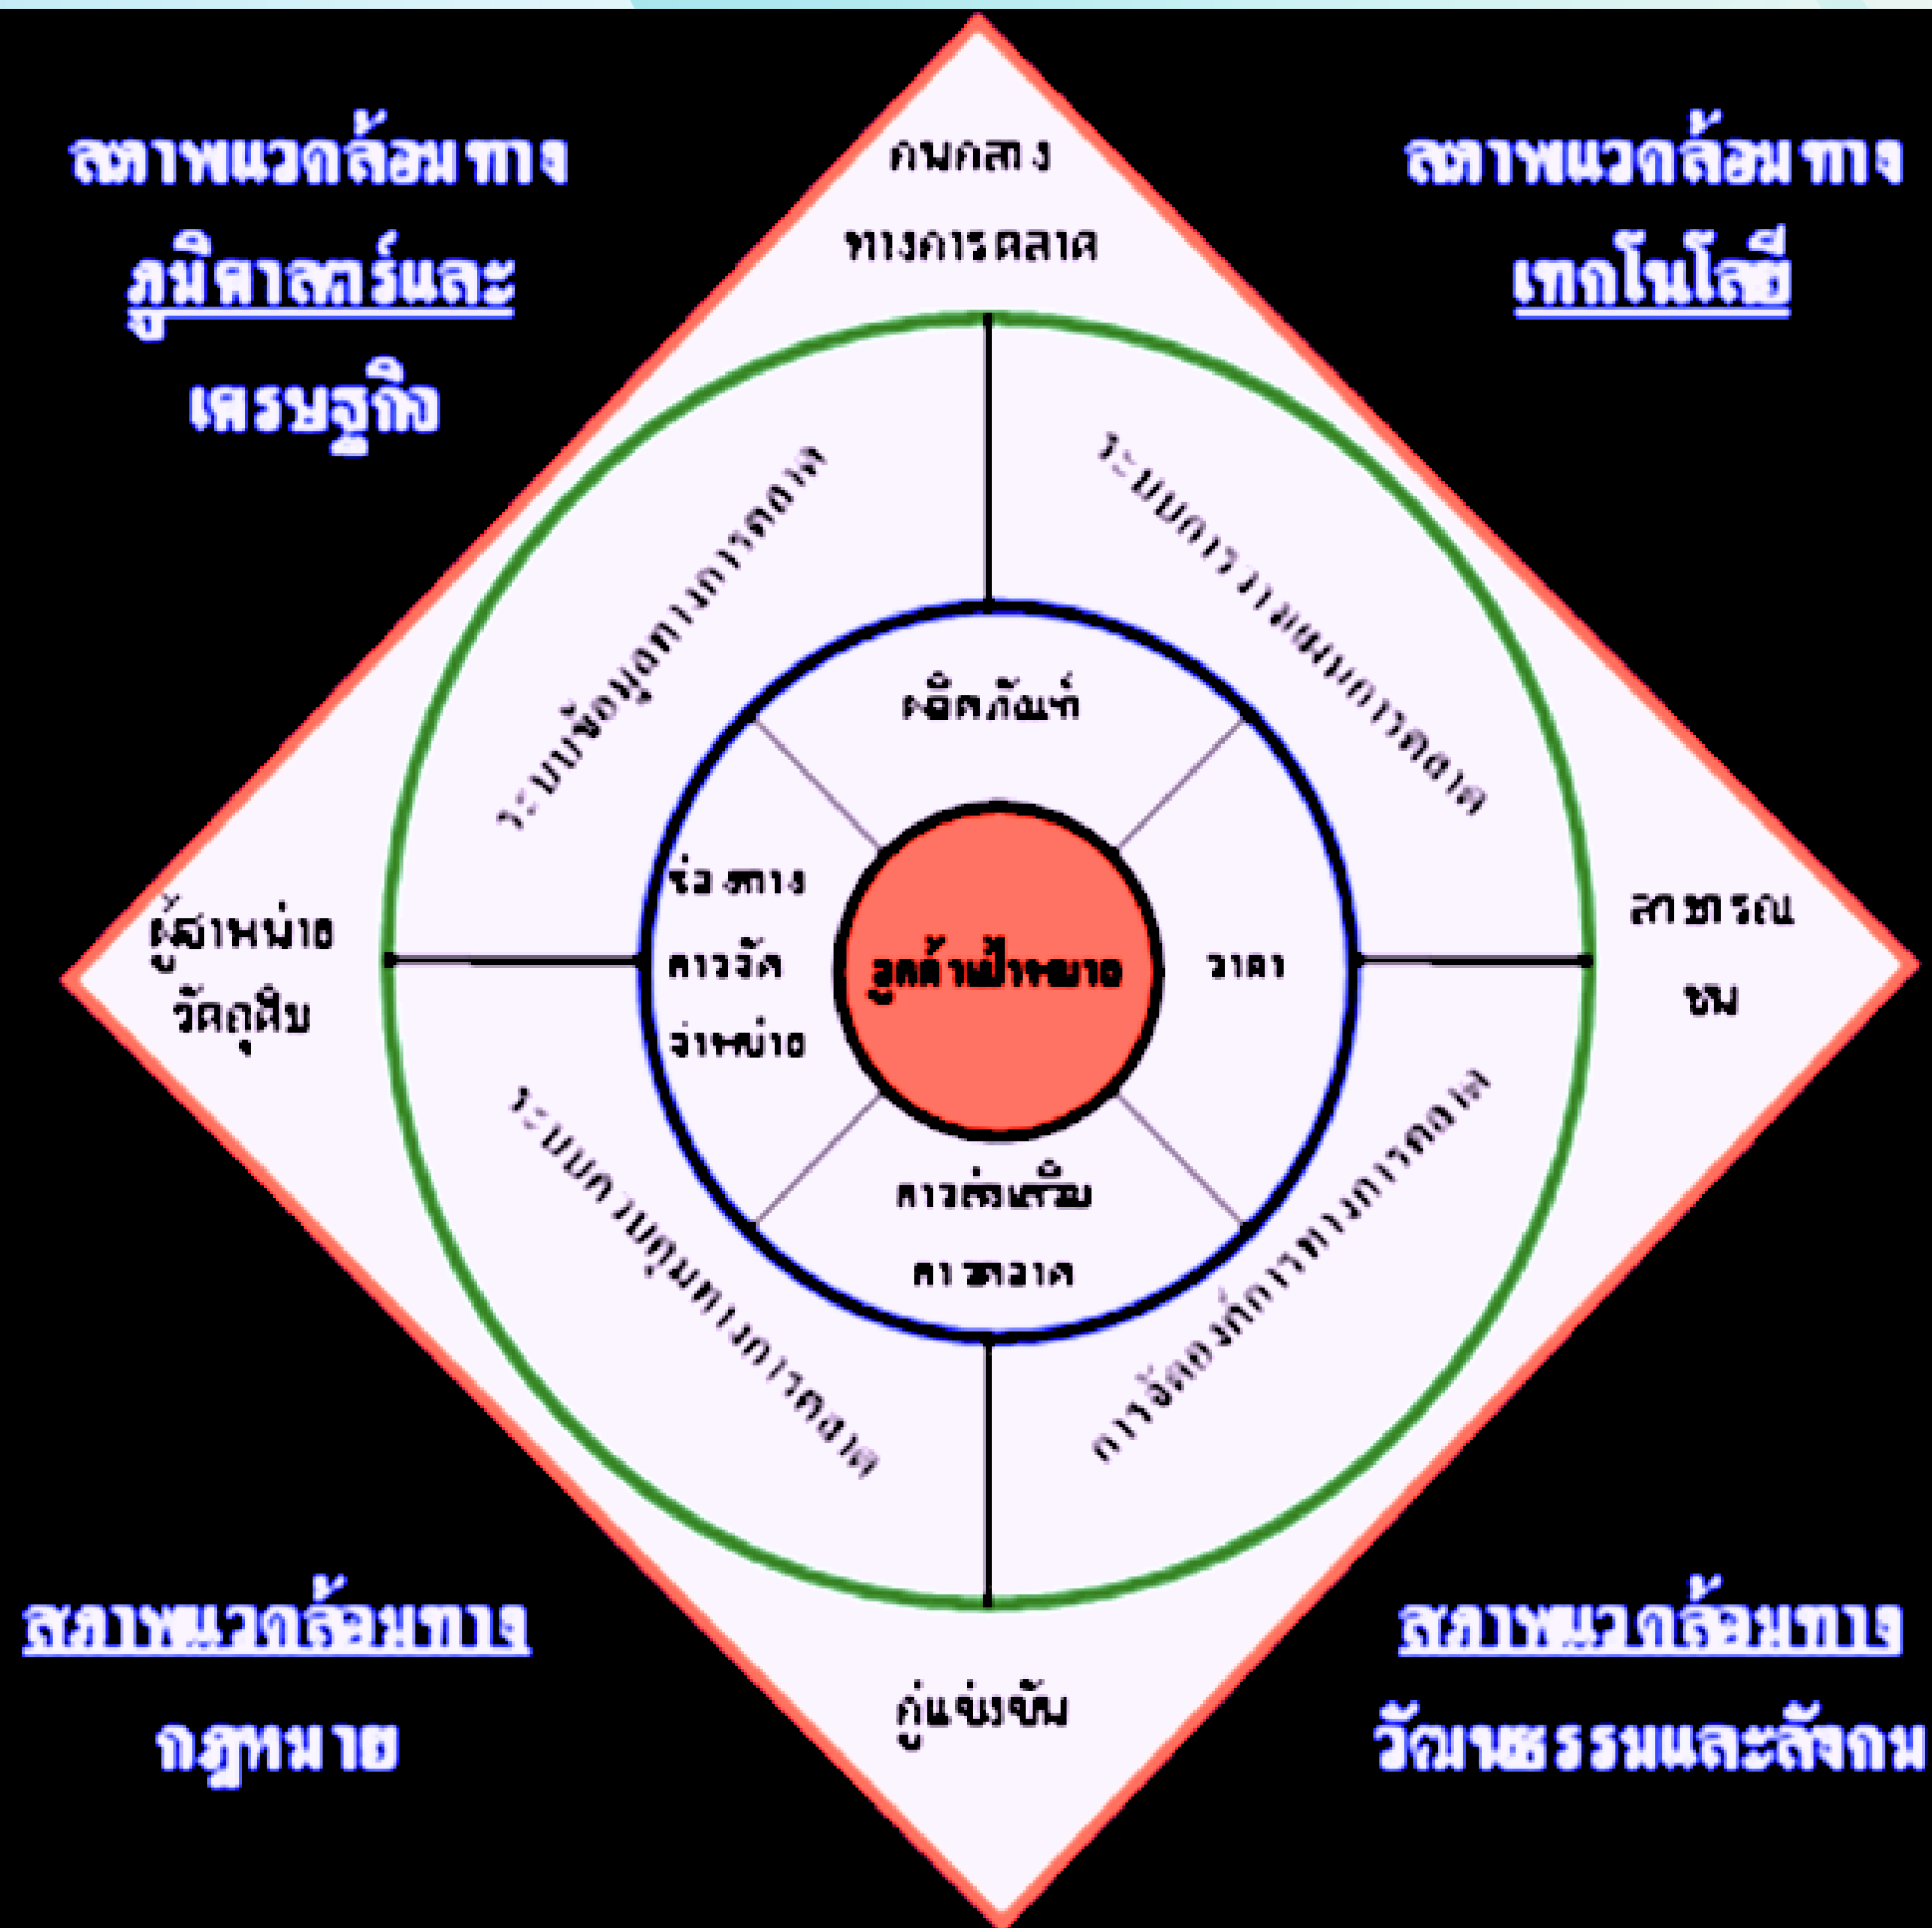 สภาพแวดล้อมทาง
ภูมิศาสตร์และ
เศรษฐกิจ
คนกลาง
ทางการตลาด
สภาพแวดล้อมทาง
เทคโนโลยี
ระบบข้อมูลทางการตลาด
ระบบการวางแผนการตลาด
ผลิตภัณฑ์
ผู้จำหน่าย
วัตถุดิบ
ช่องทาง
การจัด
จำหน่าย
ลูกค้าเป้าหมาย
ราคา
สาธารณ
ชน
ระบบควบคุมทางการตลาด
การส่งเสริม
การตลาด
การจัดองค์การทางการตลาด
สภาพแวดล้อมทาง
กฎหมาย
คู่แข่งขัน
สภาพแวดล้อมทาง
วัฒนธรรมและสังคม